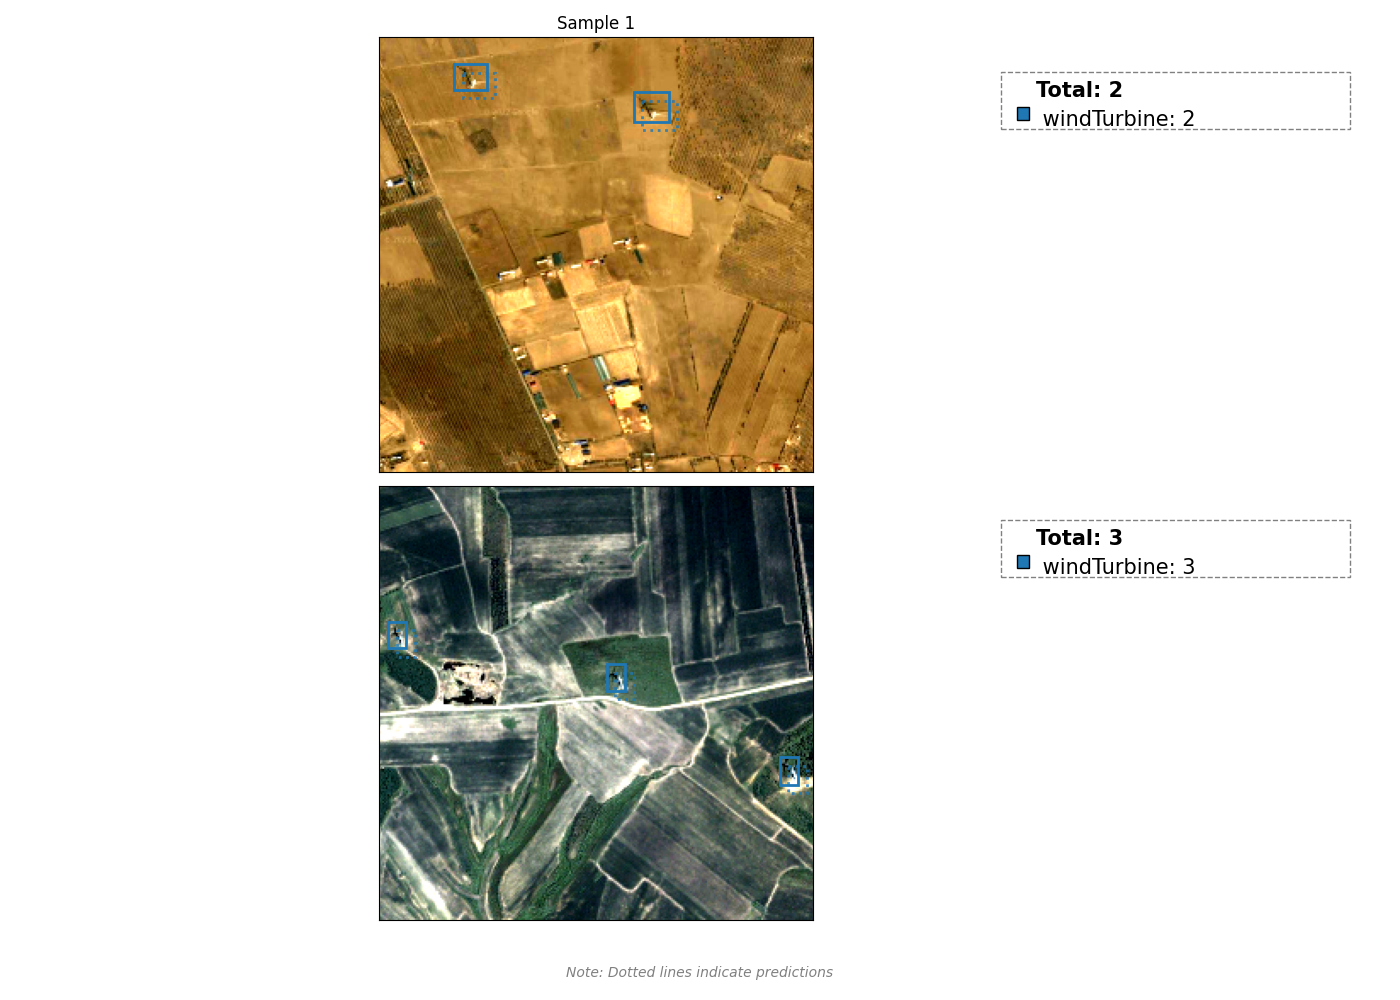 Sample 1
Total: 2
windTurbine: 2
Total: 3
windTurbine: 3
Note: Dotted lines indicate predictions